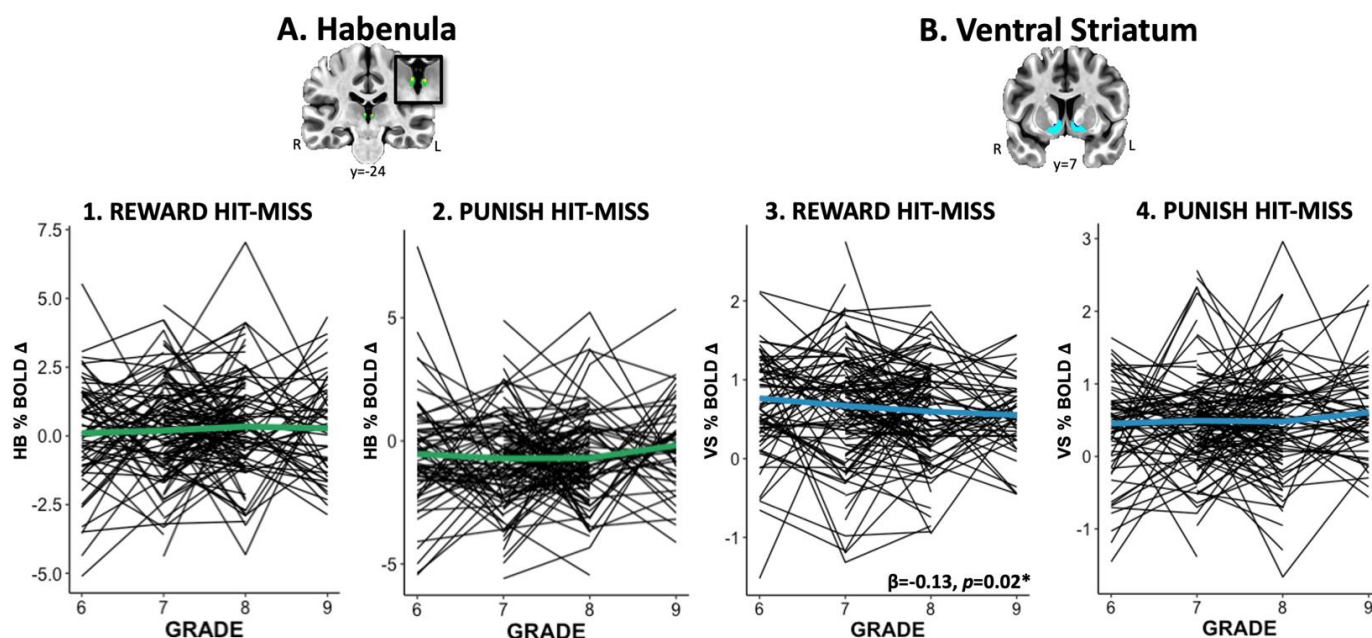 A. Habenula
R
L
y=-24
B. Ventral Striatum
R
L
y=7
1. REWARD HIT-MISS
HB % BOLD Δ
7.5
5.0
2.5
0.0
-2.5
-5.0
6 7 8 9
GRADE
2. PUNISH HIT-MISS
HB % BOLD Δ
5
0
-5
6 7 8 9
GRADE
3. REWARD HIT-MISS
VS % BOLD Δ
2
1
0
-1
β=-0.13, p=0.02*
6 7 8 9
GRADE
4. PUNISH HIT-MISS
VS % BOLD Δ
3
2
1
0
-1
6 7 8 9
GRADE